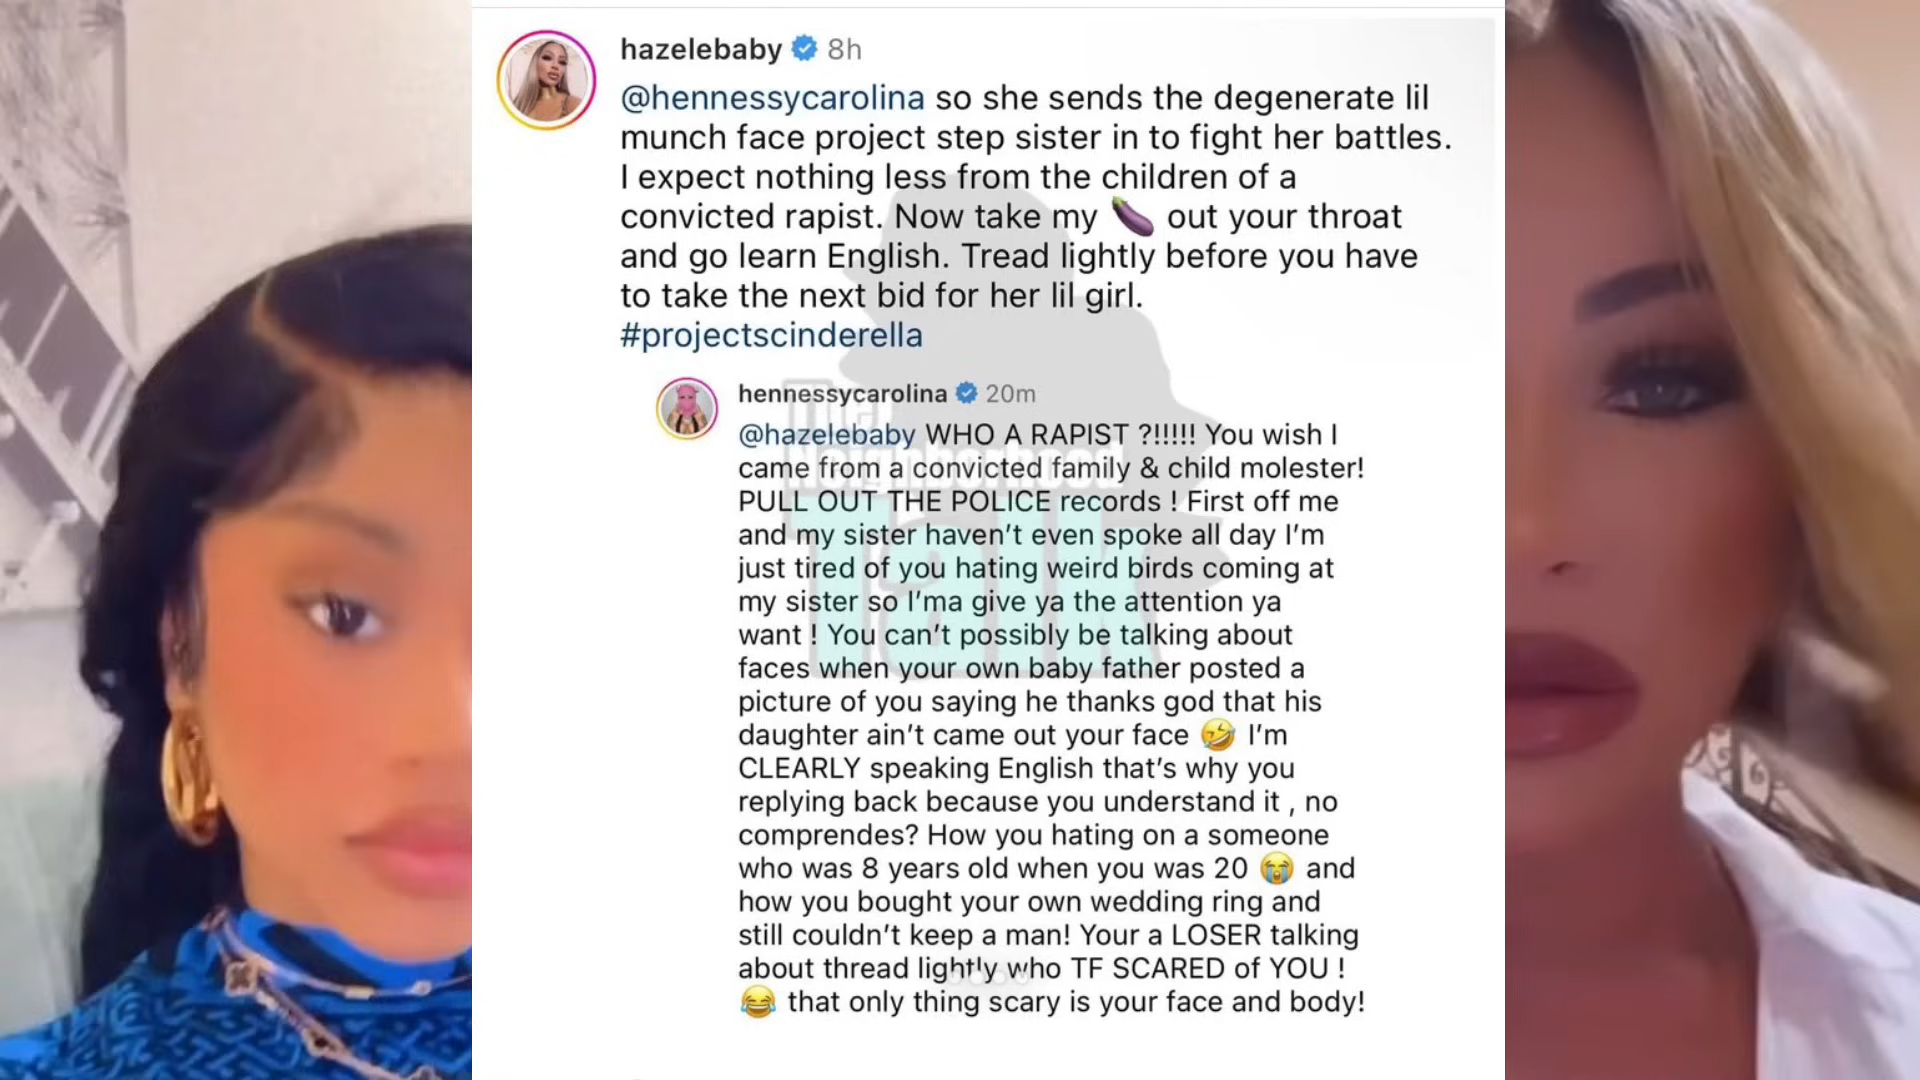 hazelebaby 8h
@hennessycarolina so she sends the degenerate lil
munch face project step sister in to fight her battles.
I expect nothing less from the children of a
convicted rapist. Now take my 🍆 out your throat
and go learn English. Tread lightly before you have
to take the next bid for her lil girl.
#projectscinderella
hennessycarolina 20m
@hazelebaby WHO A RAPIST ?!!!!! You wish I
came from a convicted family & child molester!
PULL OUT THE POLICE records ! First off me
and my sister haven't even spoke all day I'm
just tired of you hating weird birds coming at
my sister so I'ma give ya the attention ya
want ! You can't possibly be talking about
faces when your own baby father posted a
picture of you saying he thanks god that his
daughter ain't came out your face 🤣 I'm
CLEARLY speaking English that's why you
replying back because you understand it , no
comprendes? How you hating on a someone
who was 8 years old when you was 20 😭 and
how you bought your own wedding ring and
still couldn't keep a man! Your a LOSER talking
about thread lightly who TF SCARED of YOU !
😂 that only thing scary is your face and body!
The
Neighborhood
Talk